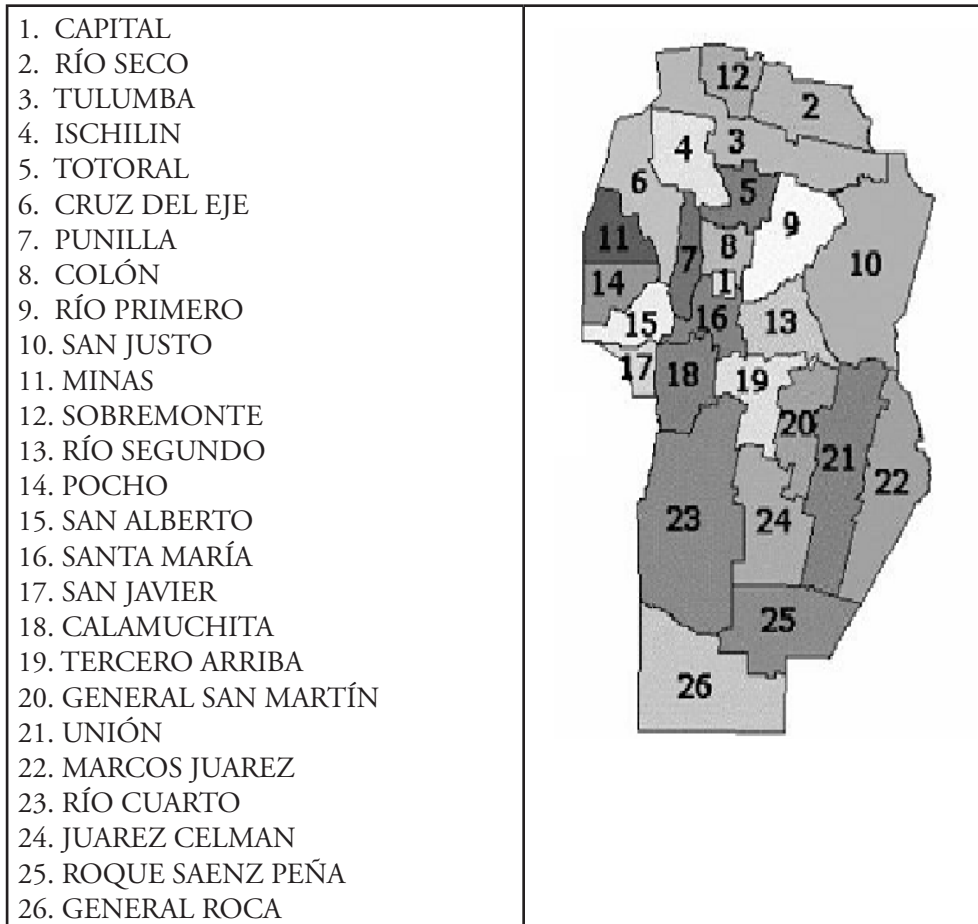 1. CAPITAL
2. RÍO SECO
3. TULUMBA
4. ISCHILIN
5. TOTORAL
6. CRUZ DEL EJE
7. PUNILLA
8. COLÓN
9. RÍO PRIMERO
10. SAN JUSTO
11. MINAS
12. SOBREMONTE
13. RÍO SEGUNDO
14. POCHO
15. SAN ALBERTO
16. SANTA MARÍA
17. SAN JAVIER
18. CALAMUCHITA
19. TERCERO ARRIBA
20. GENERAL SAN MARTÍN
21. UNIÓN
22. MARCOS JUAREZ
23. RÍO CUARTO
24. JUAREZ CELMAN
25. ROQUE SAENZ PEÑA
26. GENERAL ROCA
12
2
3
4
6
5
9
11
7
8
10
14
1
15
16
13
17
18
19
20
21
22
23
24
25
26